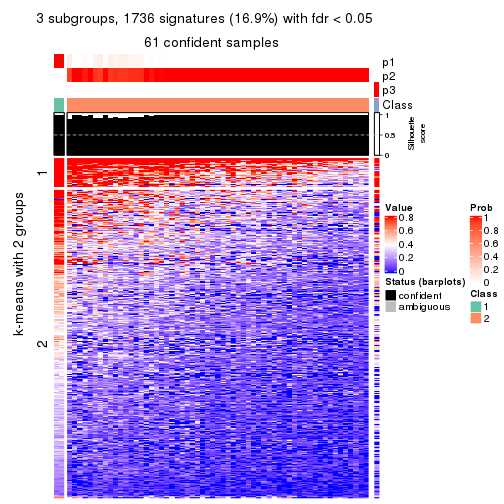 3 subgroups, 1736 signatures (16.9%) with fdr < 0.05
61 confident samples
p1
p2
p3
Class
1
0.5
0
Silhouette
score
k-means with 2 groups
1
2
Value
0.8
0.6
0.4
0.2
0
Prob
1
0.8
0.6
0.4
0.2
0
Status (barplots)
confident
ambiguous
Class
1
2